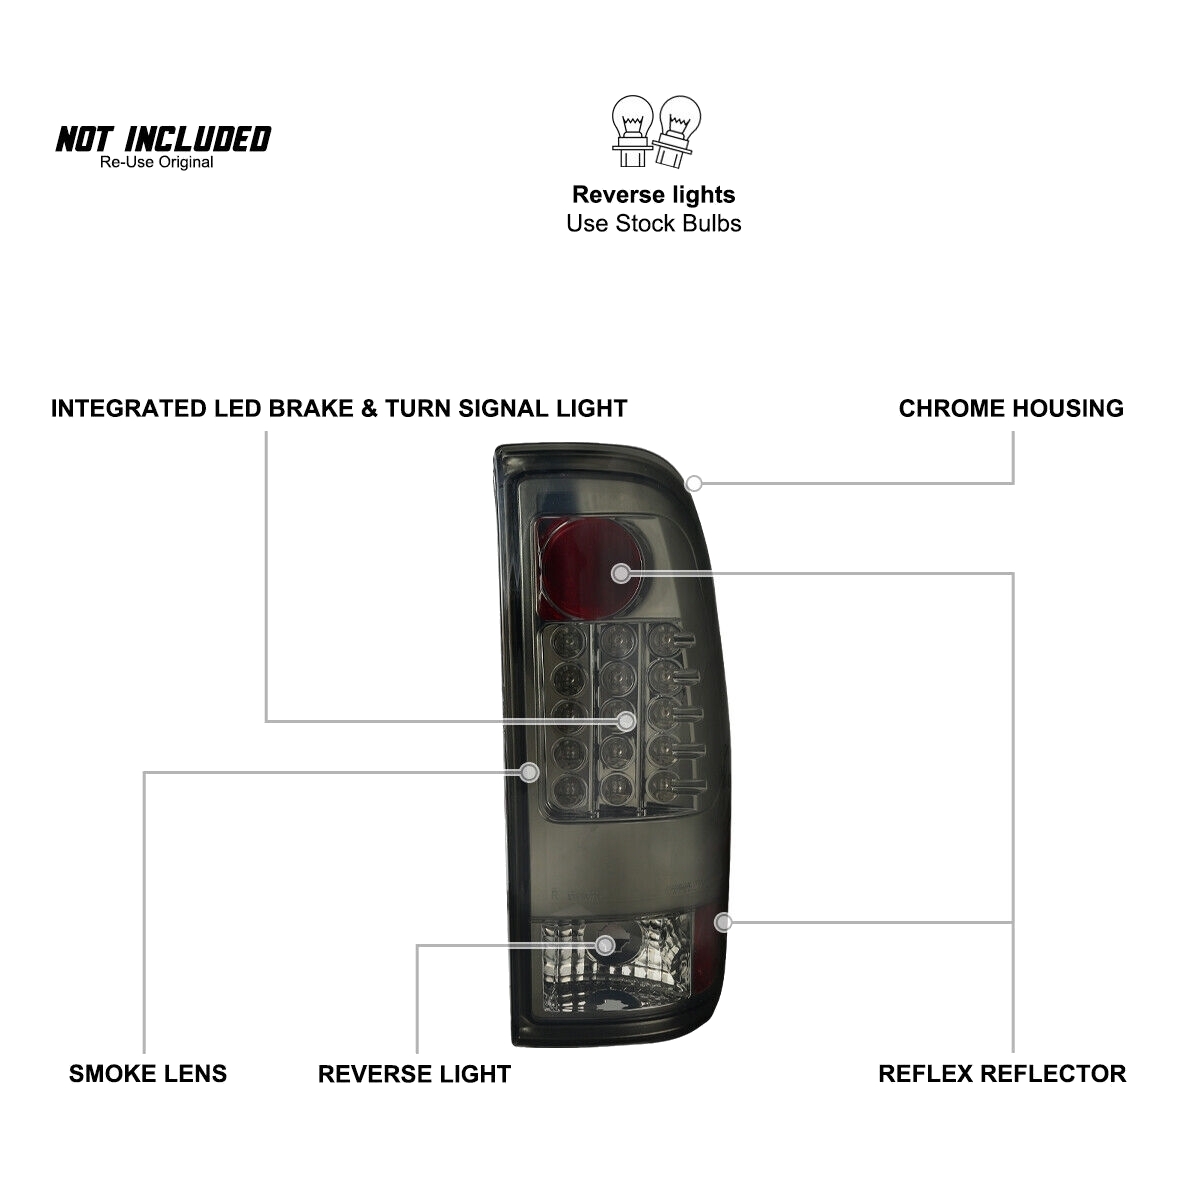 NOT INCLUDED
Re-Use Original
Reverse lights
Use Stock Bulbs
INTEGRATED LED BRAKE & TURN SIGNAL LIGHT
CHROME HOUSING
SMOKE LENS
REVERSE LIGHT
REFLEX REFLECTOR